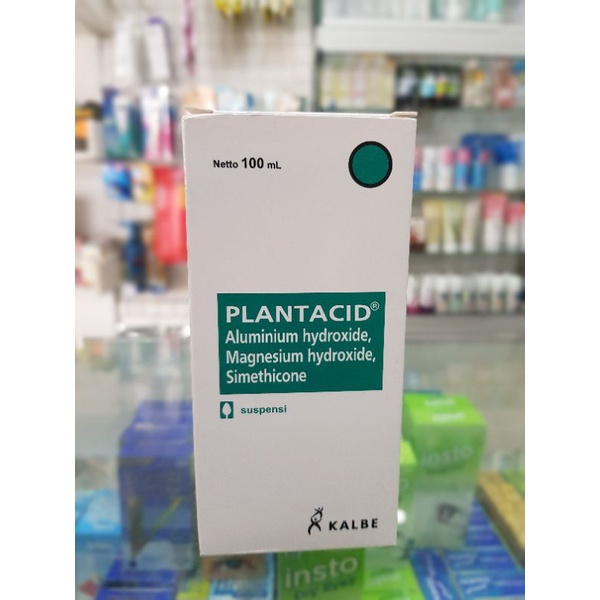 Netto 100 mL
PLANTACID®
Aluminium hydroxide,
Magnesium hydroxide,
Simethicone
suspensi
KALBE
insto
insto